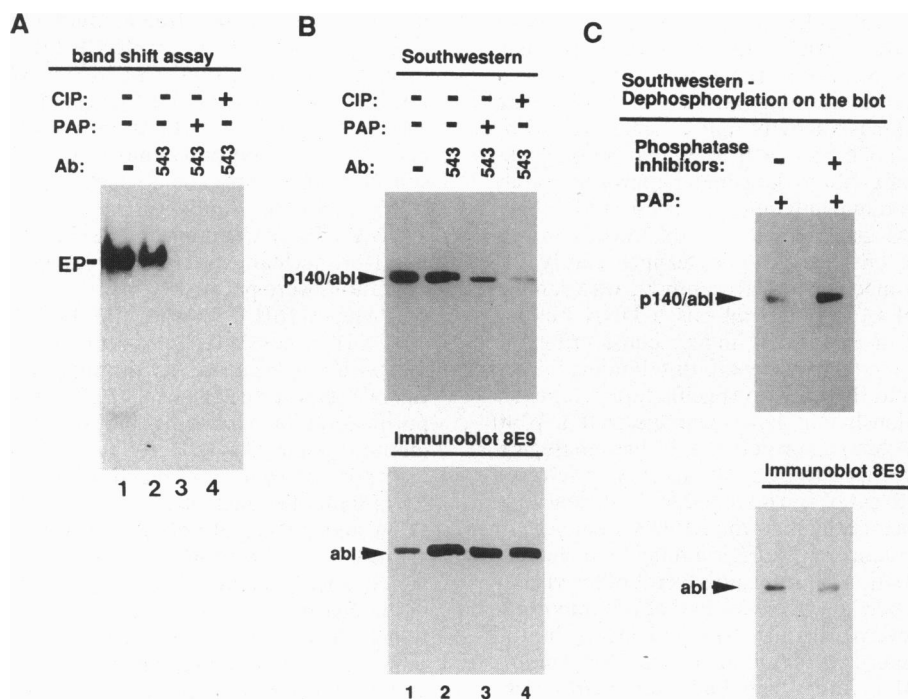 A
band shift assay
CIP: - - - +
PAP: - - + -
Ab: - 543 543 543
EP-
1 2 3 4
B
Southwestern
CIP: - - - +
PAP: - - + -
Ab: - 543 543 543
p140/abl
Immunoblot 8E9
abl
1 2 3 4
C
Southwestern -
Dephosphorylation on the blot
Phosphatase
inhibitors: - +
PAP: + +
p140/abl
Immunoblot 8E9
abl